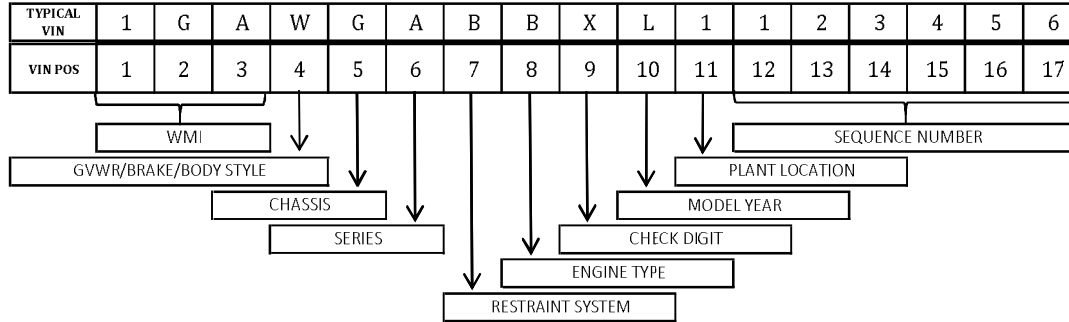 TYPICAL VIN 1 G A W G A B B X L 1 1 2 3 4 5 6
VIN POS 1 2 3 4 5 6 7 8 9 10 11 12 13 14 15 16 17
WMI SEQUENCE NUMBER
GVWR/BRAKE/BODY STYLE PLANT LOCATION
CHASSIS MODEL YEAR
SERIES CHECK DIGIT
ENGINE TYPE
RESTRAINT SYSTEM